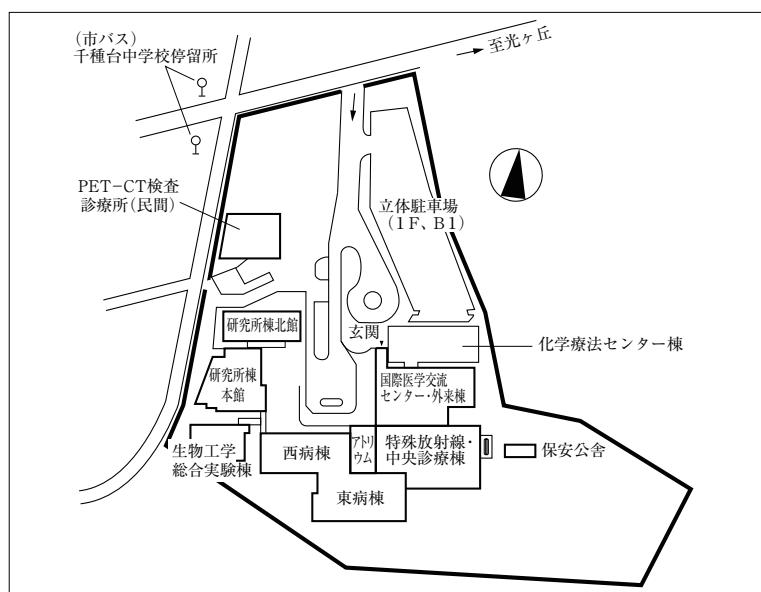 (市バス)
千種台中学校停留所
至光ヶ丘
PET-CT検査
診療所(民間)
立体駐車場
(1F、B1)
研究所棟北館
玄関
化学療法センター棟
研究所棟
本館
国際医学交流
センター・外来棟
生物工学
総合実験棟
西病棟
アトリ
ウム
特殊放射線・
中央診療棟
保安公舎
東病棟